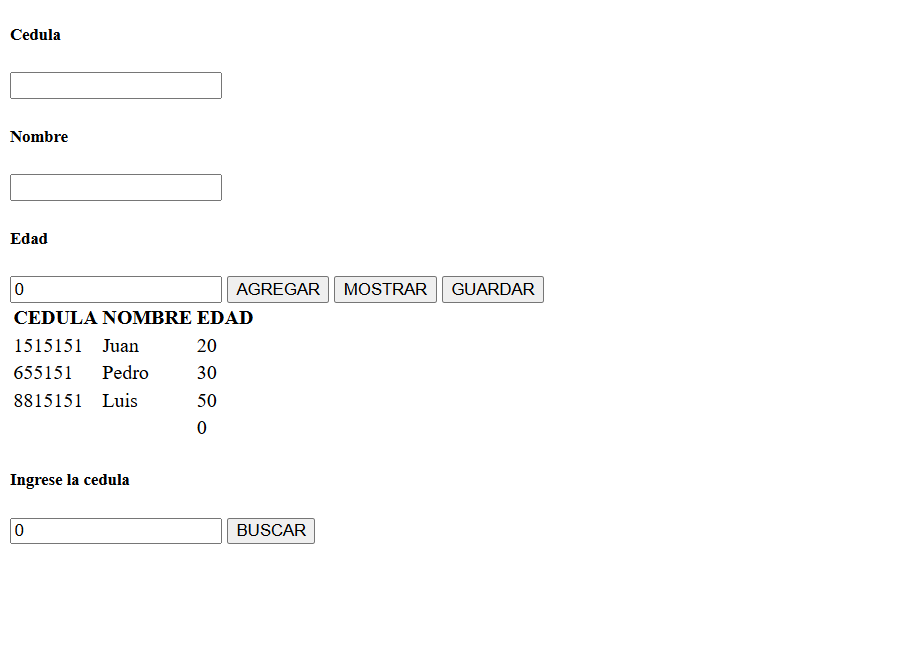 Cedula
Nombre
Edad
0 AGREGAR MOSTRAR GUARDAR
CEDULA NOMBRE EDAD
1515151 Juan 20
655151 Pedro 30
8815151 Luis 50
0
Ingrese la cedula
0 BUSCAR